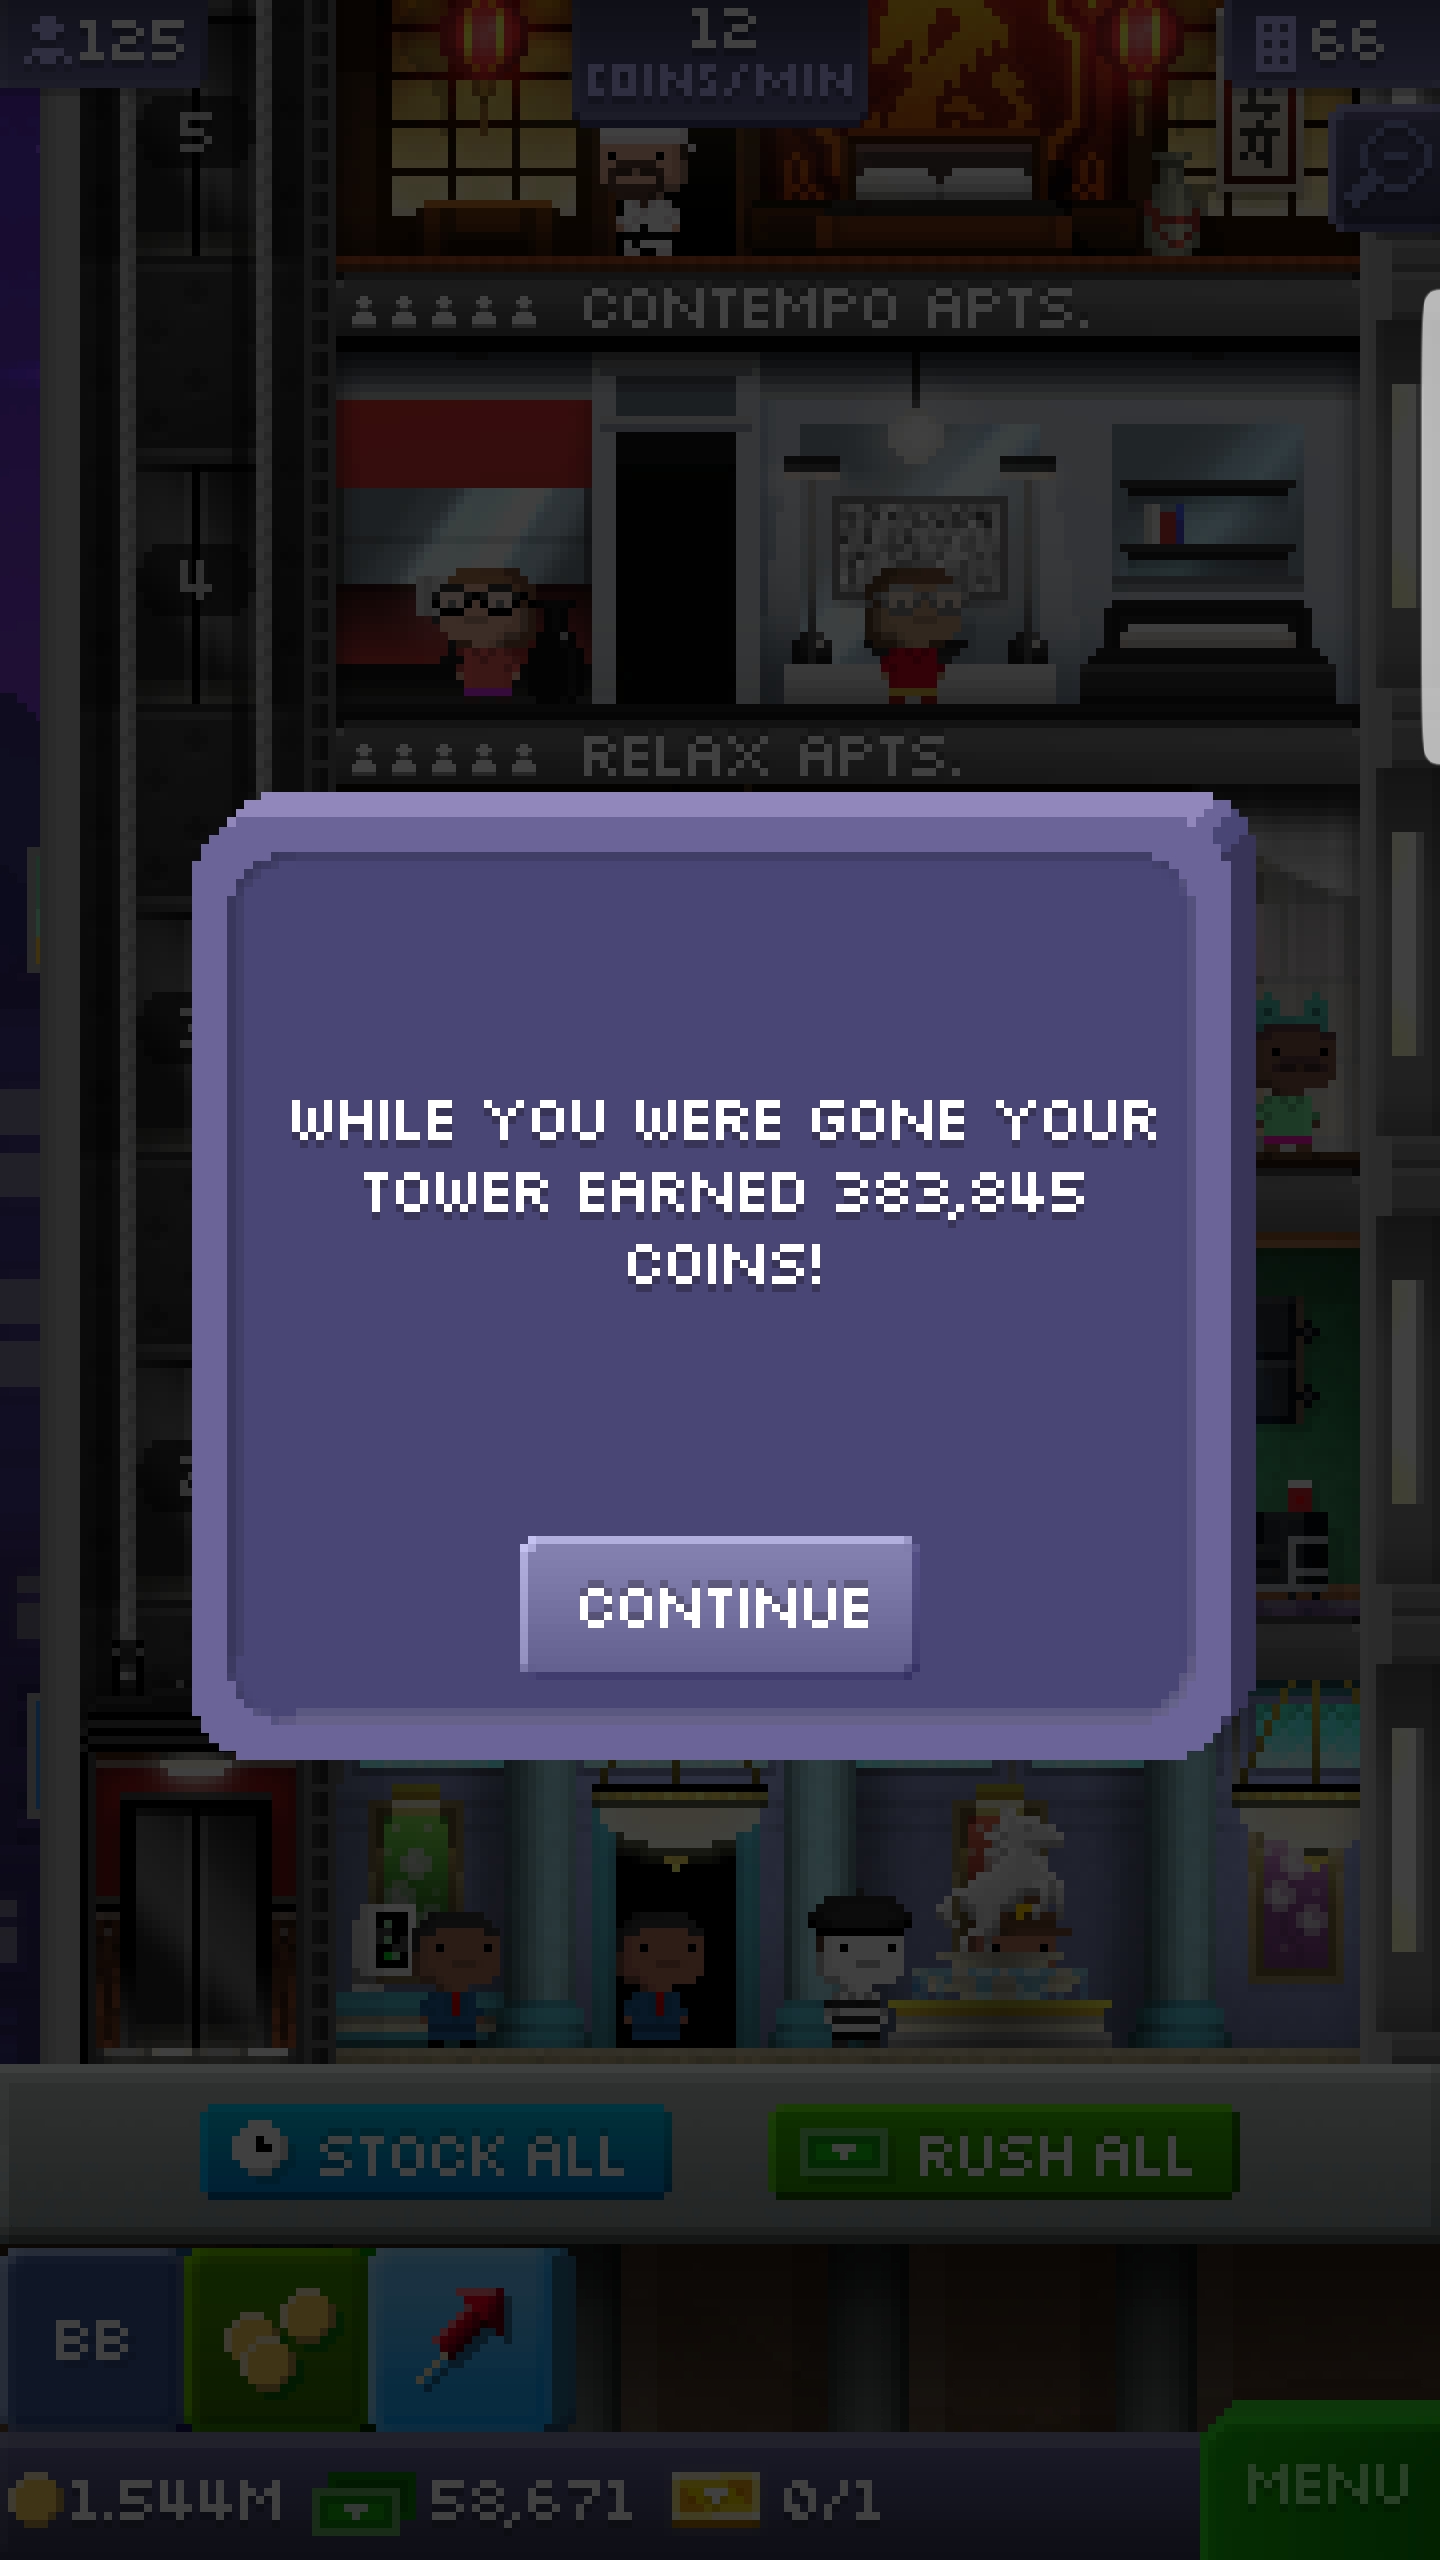 125
12
COINS/MIN
66
5
CONTEMPO APTS.
4
RELAX APTS.
WHILE YOU WERE GONE YOUR
TOWER EARNED 383,845
COINS!
CONTINUE
STOCK ALL
RUSH ALL
BB
1.544M
58,671
0/1
MENU